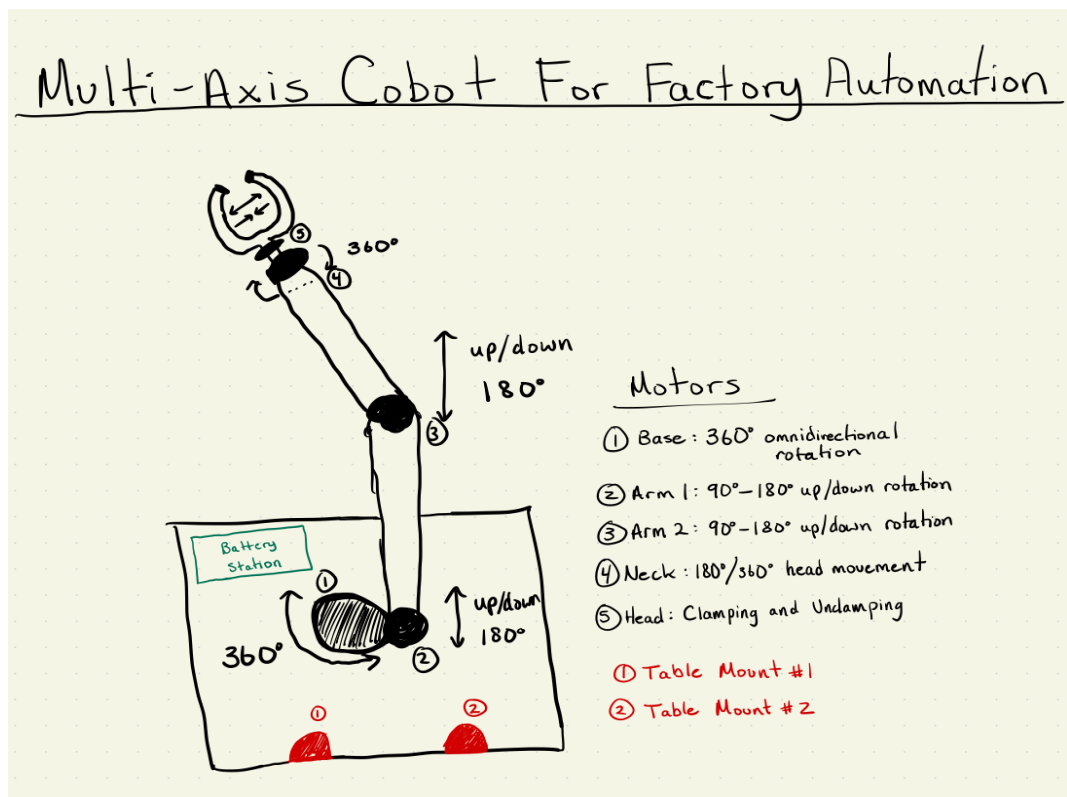 Multi-Axis Cobot For Factory Automation
5
360°
4
up/down
180°
3
Battery
Station
1
up/down
180°
360°
2
1
2
Motors
1 Base: 360° omnidirectional
rotation
2 Arm 1: 90°-180° up/down rotation
3 Arm 2: 90°-180° up/down rotation
4 Neck: 180°/360° head movement
5 Head: Clamping and Unclamping
1 Table Mount #1
2 Table Mount #2